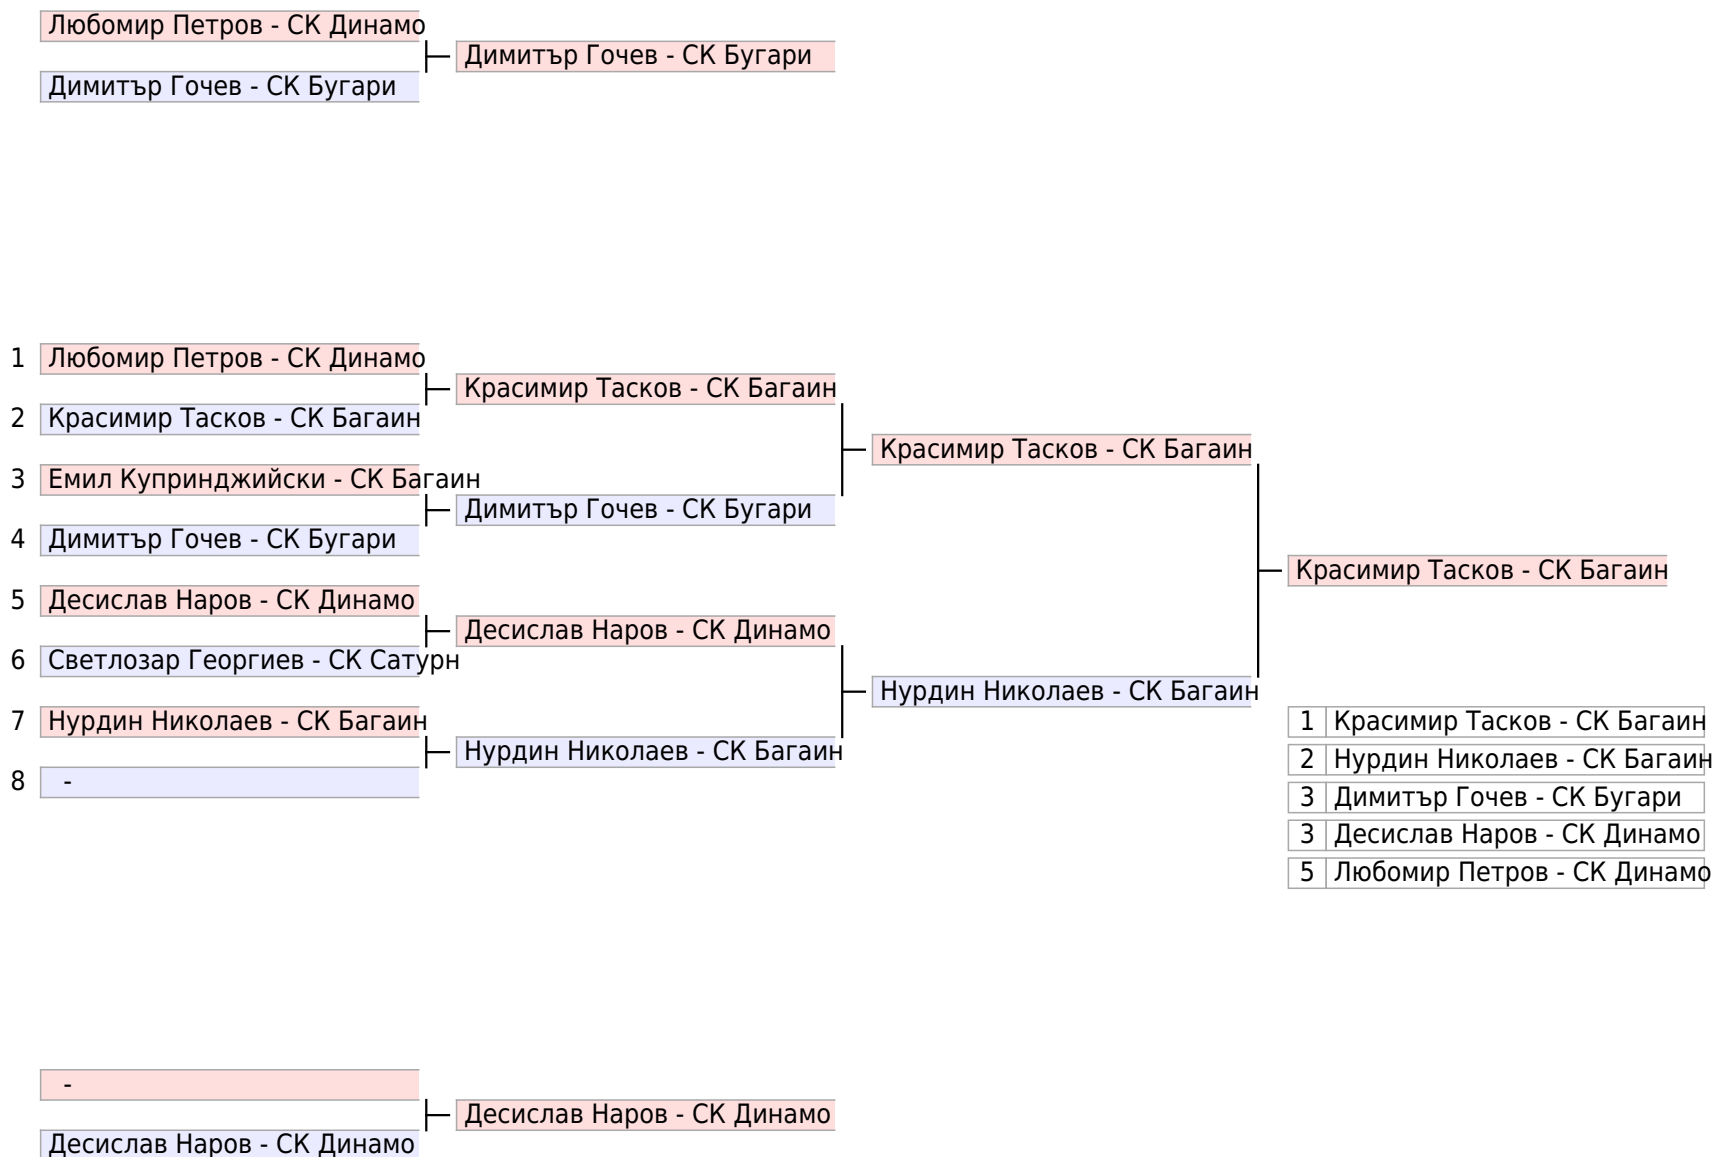 Любомир Петров - СК Динамо
Димитър Гочев - СК Бугари
Димитър Гочев - СК Бугари
1 Любомир Петров - СК Динамо
Красимир Тасков - СК Багаин
2 Красимир Тасков - СК Багаин
Красимир Тасков - СК Багаин
3 Емил Купринджийски - СК Багаин
Димитър Гочев - СК Бугари
4 Димитър Гочев - СК Бугари
Красимир Тасков - СК Багаин
5 Десислав Наров - СК Динамо
Десислав Наров - СК Динамо
6 Светлозар Георгиев - СК Сатурн
Нурдин Николаев - СК Багаин
7 Нурдин Николаев - СК Багаин
Нурдин Николаев - СК Багаин
8 -
1 Красимир Тасков - СК Багаин
2 Нурдин Николаев - СК Багаин
3 Димитър Гочев - СК Бугари
3 Десислав Наров - СК Динамо
5 Любомир Петров - СК Динамо
-
Десислав Наров - СК Динамо
Десислав Наров - СК Динамо